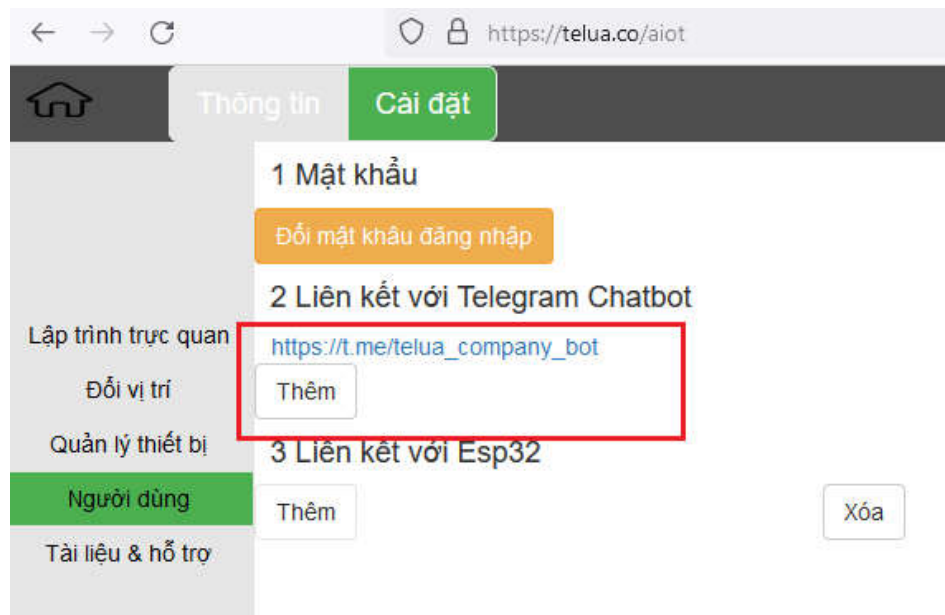 https://telua.co/aiot
Thông tin
Cài đặt
1 Mật khẩu
Đổi mật khâu đăng nhập
2 Liên kết với Telegram Chatbot
https://t.me/telua_company_bot
Thêm
3 Liên kết với Esp32
Thêm
Xóa
Lập trình trực quan
Đổi vị trí
Quản lý thiết bị
Người dùng
Tài liệu & hỗ trợ